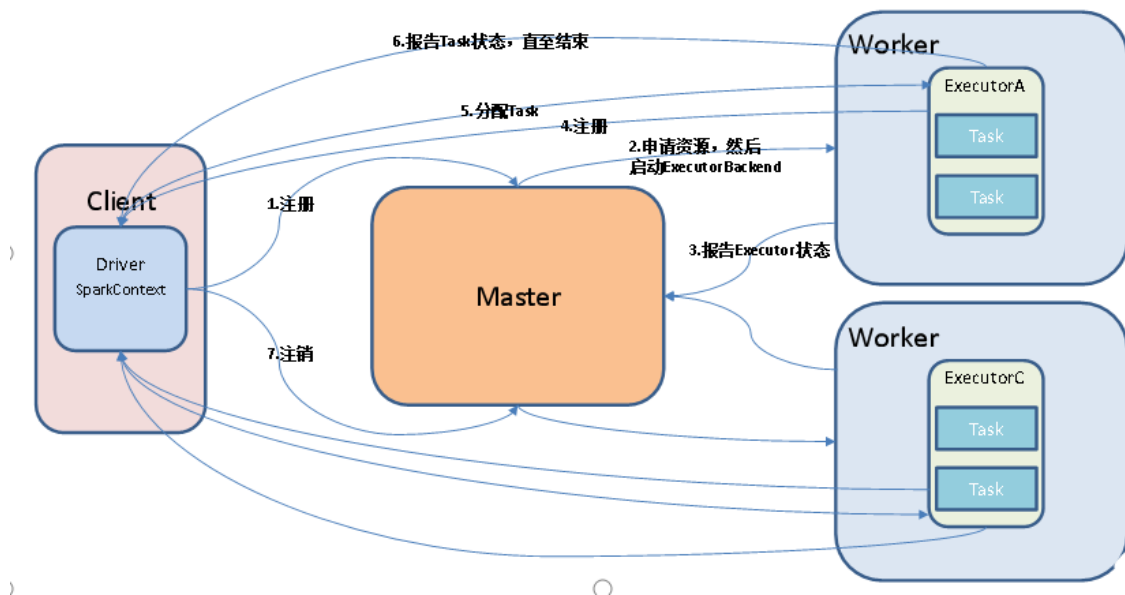 6.报告Task状态，直至结束
Worker
ExecutorA
5.分配Task
4.注册
Task
2.申请资源，然后
启动ExecutorBackend
Task
Client
1.注册
Driver
SparkContext
3.报告Executor状态
Master
Worker
7.注销
ExecutorC
Task
Task